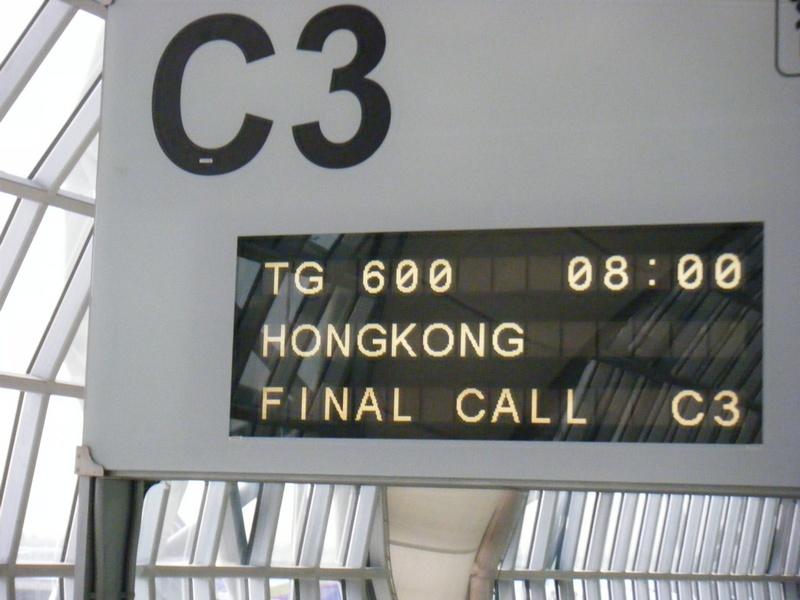 C3
TG 600 08:00
HONGKONG
FINAL CALL C3